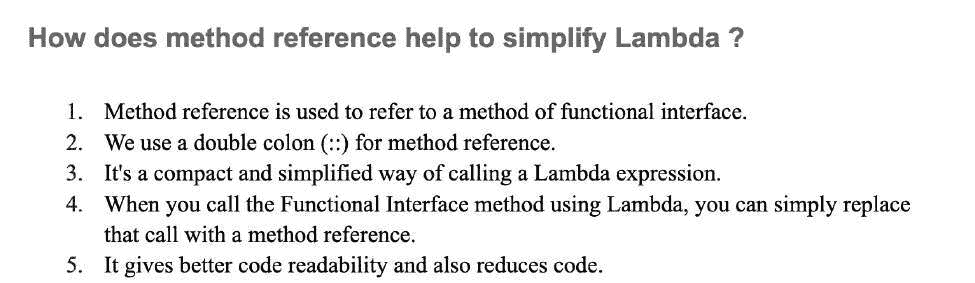 How does method reference help to simplify Lambda ?
1. Method reference is used to refer to a method of functional interface.
2. We use a double colon (::) for method reference.
3. It's a compact and simplified way of calling a Lambda expression.
4. When you call the Functional Interface method using Lambda, you can simply replace
that call with a method reference.
5. It gives better code readability and also reduces code.